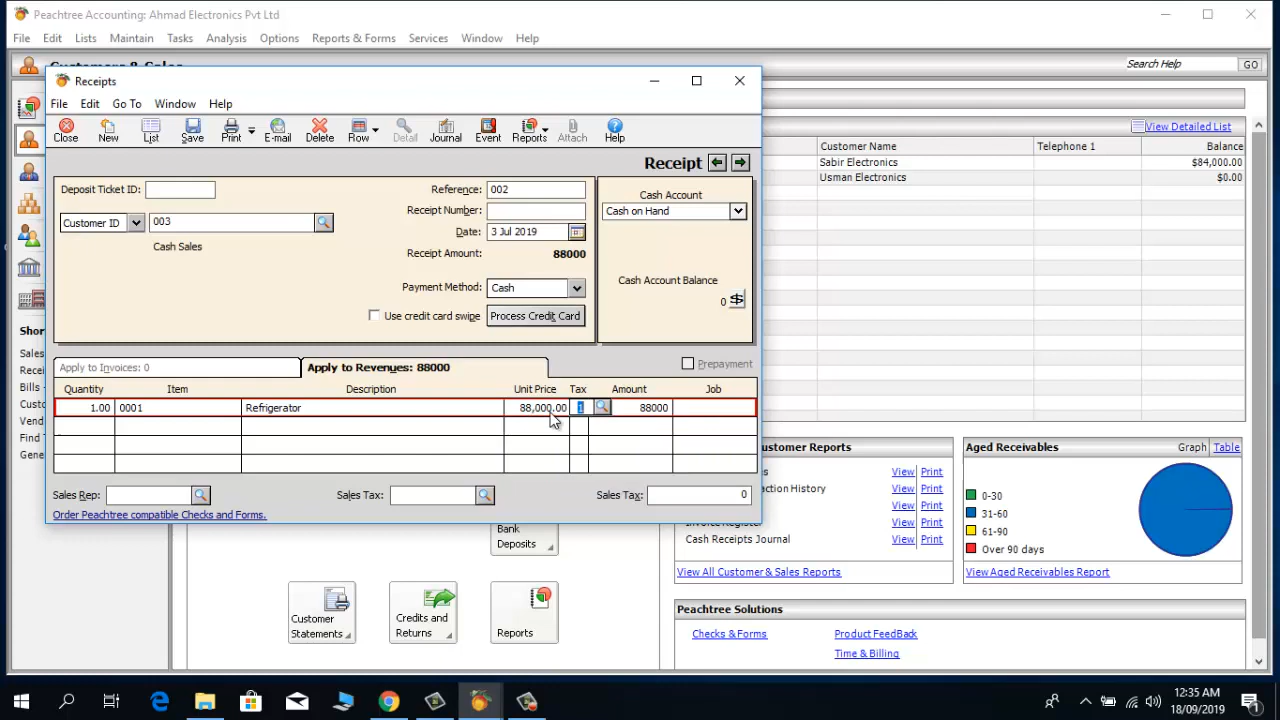 Peachtree Accounting: Ahmad Electronics Pvt Ltd
File Edit Lists Maintain Tasks Analysis Options Reports & Forms Services Window Help
Search Help GO
Receipts
File Edit Go To Window Help
Close New List Save Print E-mail Delete Row Detail Journal Event Reports Attach Help
Receipt
Deposit Ticket ID:
Reference: 002
Cash Account
Customer ID 003
Receipt Number:
Cash on Hand
Cash Sales
Date: 3 Jul 2019
Receipt Amount: 88000
Cash Account Balance
0
Payment Method: Cash
Use credit card swipe Process Credit Card
Apply to Invoices: 0 Apply to Revenues: 88000 Prepayment
Quantity Item Description Unit Price Tax Amount Job
1.00 0001 Refrigerator 88,000.00 1 88000
Sales Rep: Sales Tax: Sales Tax: 0
Order Peachtree compatible Checks and Forms.
View Detailed List
Customer Name Telephone 1 Balance
Sabir Electronics $84,000.00
Usman Electronics $0.00
Sales
Bills -
Find
Bank
Deposits
Customer
Statements
Credits and
Returns
Reports
View Print
View Print
View Print
View Print
Cash Receipts Journal View Print
View All Customer & Sales Reports
Aged Receivables Graph Table
0-30
31-60
61-90
Over 90 days
View Aged Receivables Report
Peachtree Solutions
Checks & Forms Product FeedBack
Time & Billing
12:35 AM
18/09/2019
1